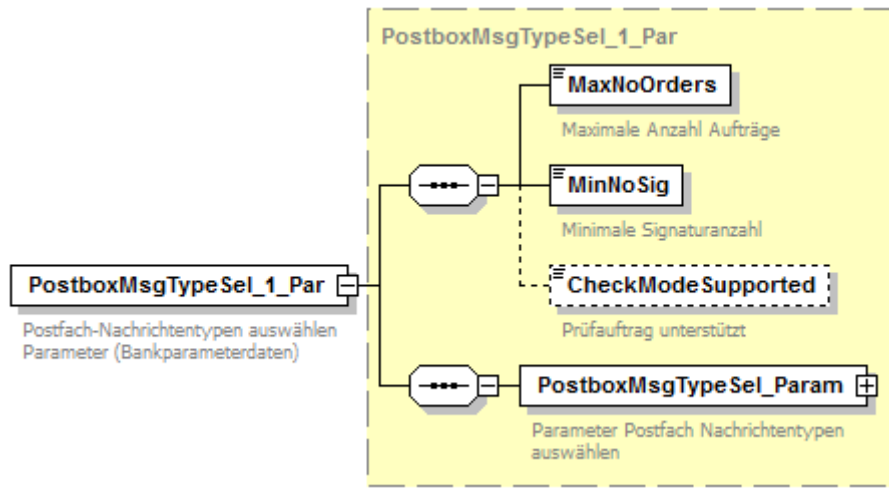 PostboxMsgTypeSel_1_Par
MaxNoOrders
Maximale Anzahl Aufträge
MinNoSig
Minimale Signaturanzahl
PostboxMsgTypeSel_1_Par
Postfach-Nachrichtentypen auswählen
Parameter (Bankparameterdaten)
CheckModeSupported
Prüfauftrag unterstützt
PostboxMsgTypeSel_Param
Parameter Postfach Nachrichtentypen
auswählen